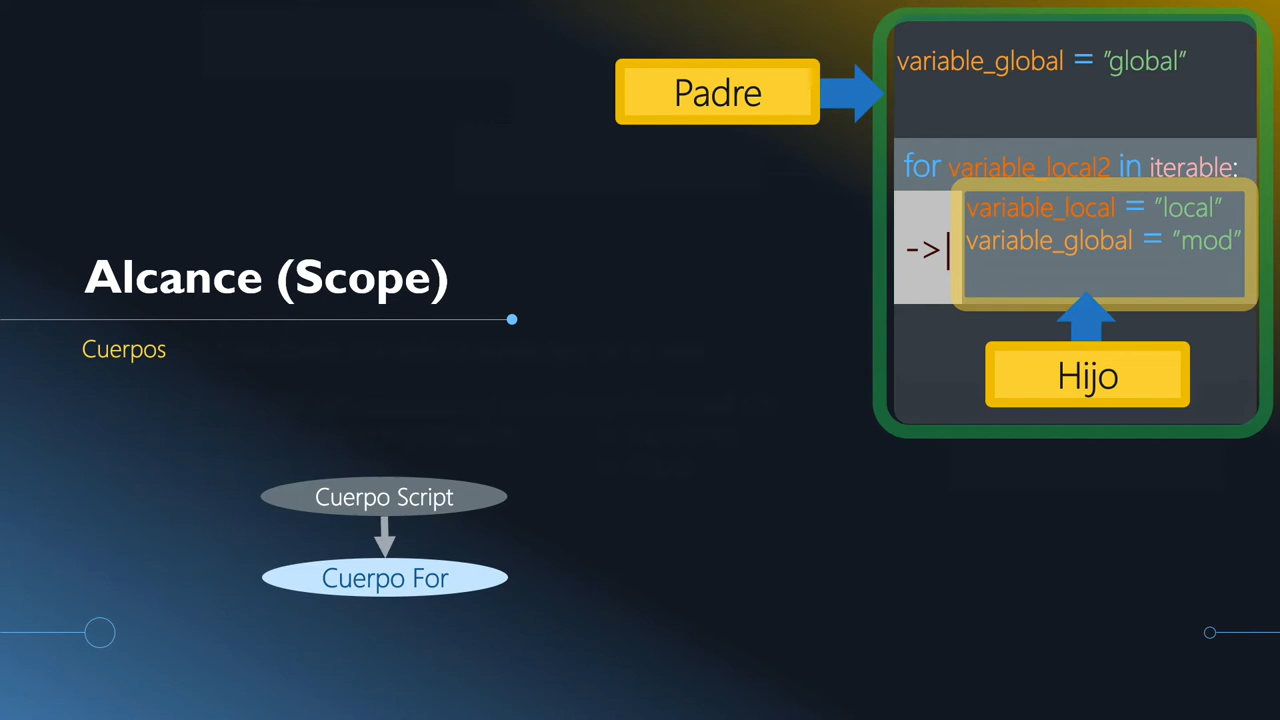 Padre
variable_global = "global"
for variable_local2 in iterable:
variable_local = "local"
->|
variable_global = "mod"
Hijo
Alcance (Scope)
Cuerpos
Cuerpo Script
Cuerpo For